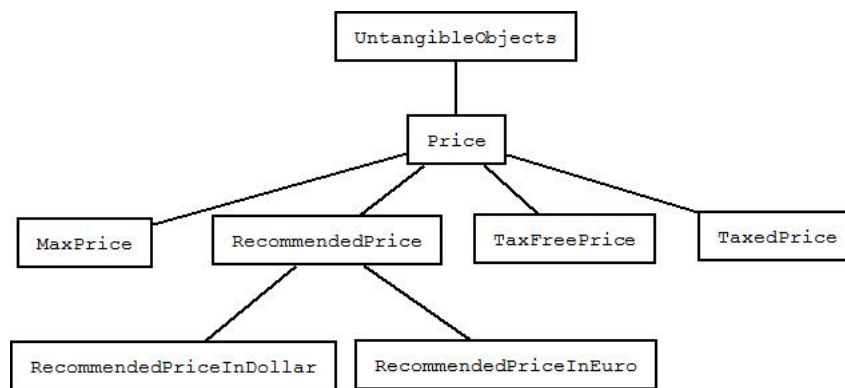 UntangibleObjects
Price
MaxPrice
RecommendedPrice
TaxFreePrice
TaxedPrice
RecommendedPriceInDollar
RecommendedPriceInEuro